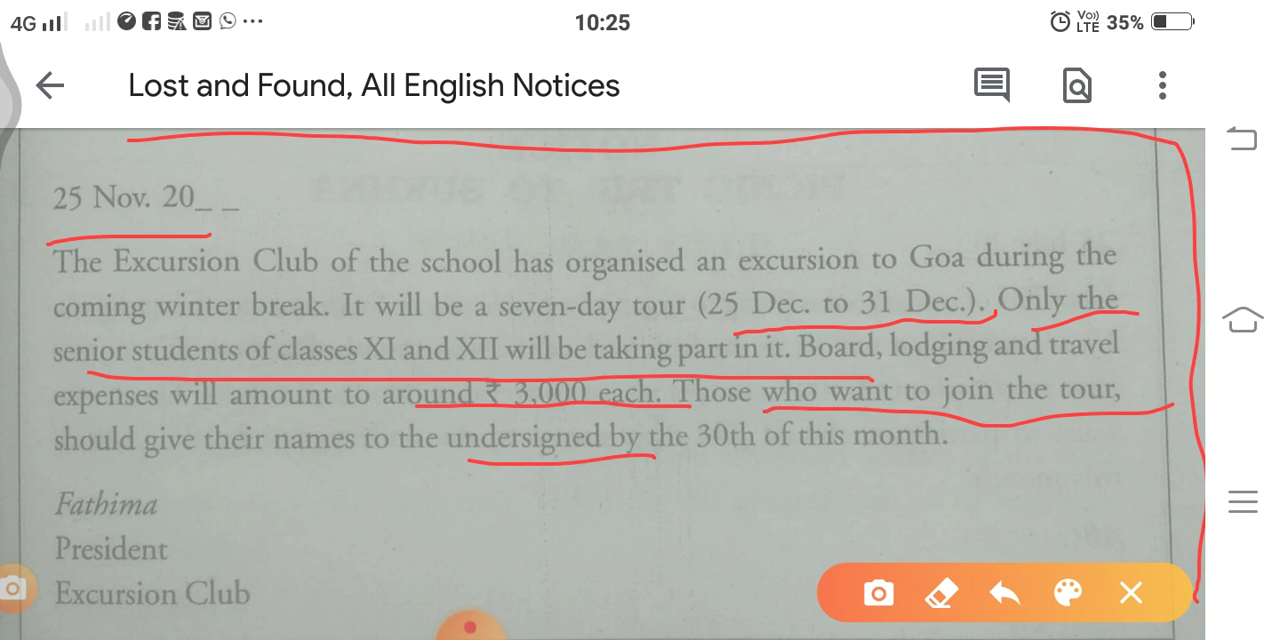 4G 10:25 Vo)) LTE 35%
Lost and Found, All English Notices
25 Nov. 20_ _
The Excursion Club of the school has organised an excursion to Goa during the
coming winter break. It will be a seven-day tour (25 Dec. to 31 Dec.). Only the
senior students of classes XI and XII will be taking part in it. Board, lodging and travel
expenses will amount to around ₹ 3,000 each. Those who want to join the tour,
should give their names to the undersigned by the 30th of this month.
Fathima
President
Excursion Club